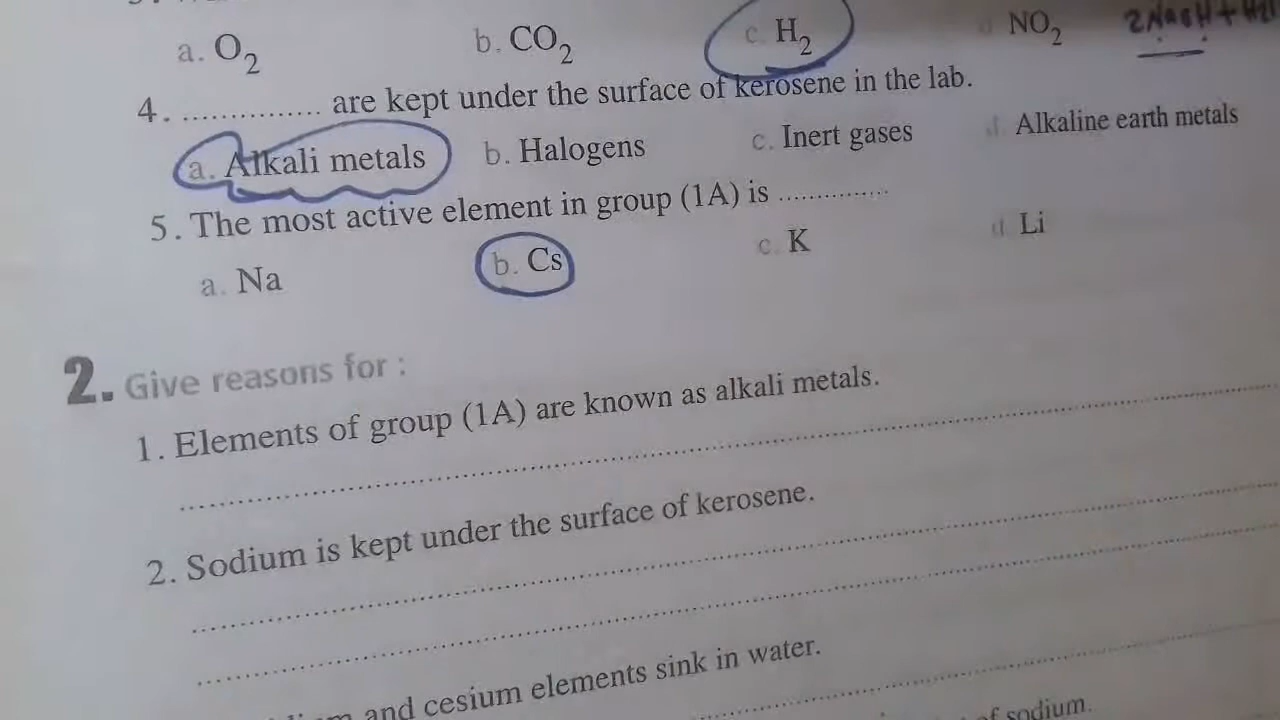 a. O2 b. CO2 c. H2 d NO2 2NaOH + H2
4. .............. are kept under the surface of kerosene in the lab.
a. Alkali metals b. Halogens c. Inert gases d. Alkaline earth metals
5. The most active element in group (1A) is ..............
a. Na b. Cs c. K d Li
2. Give reasons for :
1. Elements of group (1A) are known as alkali metals.
2. Sodium is kept under the surface of kerosene.
and cesium elements sink in water.
of sodium.